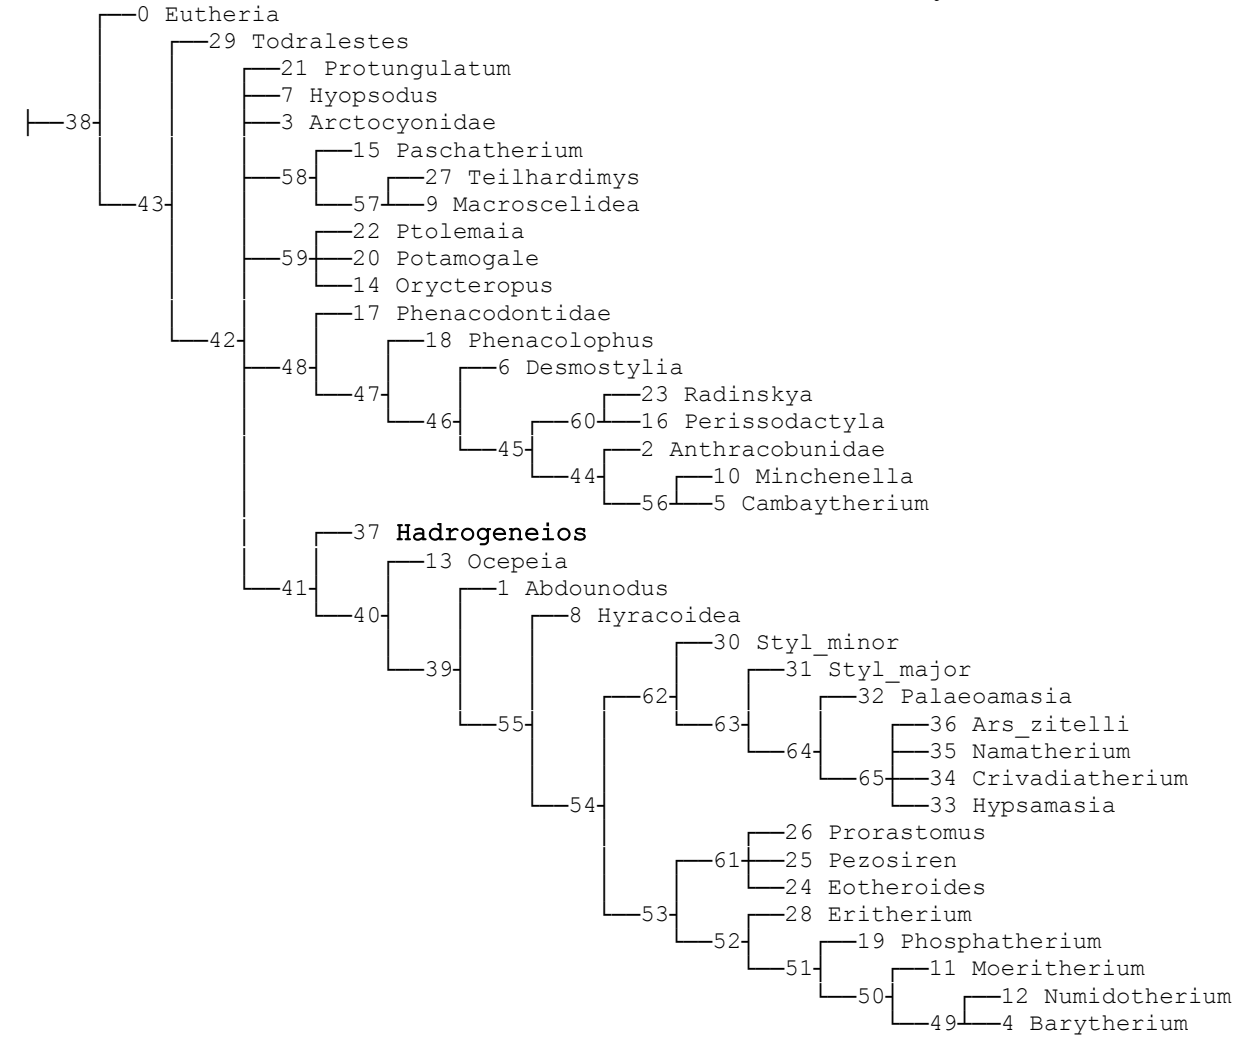 0 Eutheria
29 Todralestes
21 Protungulatum
7 Hyopsodus
38 3 Arctocyonidae
15 Paschatherium
58 27 Teilhardimys
43 57 9 Macroscelidea
22 Ptolemaia
59 20 Potamogale
14 Orycteropus
17 Phenacodontidae
42 18 Phenacolophus
48 6 Desmostylia
47 23 Radinskya
46 60 16 Perissodactyla
45 2 Anthracobunidae
44 10 Minchenella
56 5 Cambaytherium
37 Hadrogeneios
13 Ocepeia
41 1 Abdounodus
40 8 Hyracoidea
30 Styl_minor
39 31 Styl_major
62 32 Palaeoamasia
55 63 36 Ars_zitelli
64 35 Namatherium
65 34 Crivadiatherium
54 33 Hypsamasia
26 Prorastomus
61 25 Pezosiren
24 Eotheroides
53 28 Eritherium
52 19 Phosphatherium
51 11 Moeritherium
50 12 Numidotherium
49 4 Barytherium